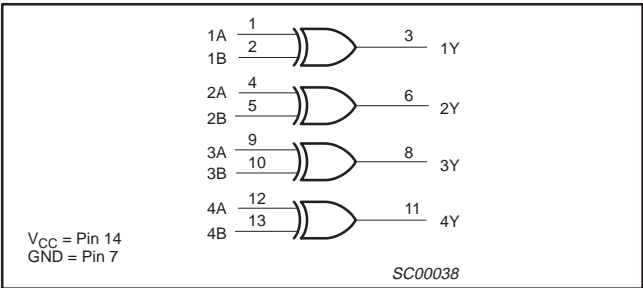 1A 1 3 1Y
1B 2
2A 4 6 2Y
2B 5
3A 9 8 3Y
3B 10
4A 12 11 4Y
4B 13
VCC = Pin 14
GND = Pin 7
SC00038